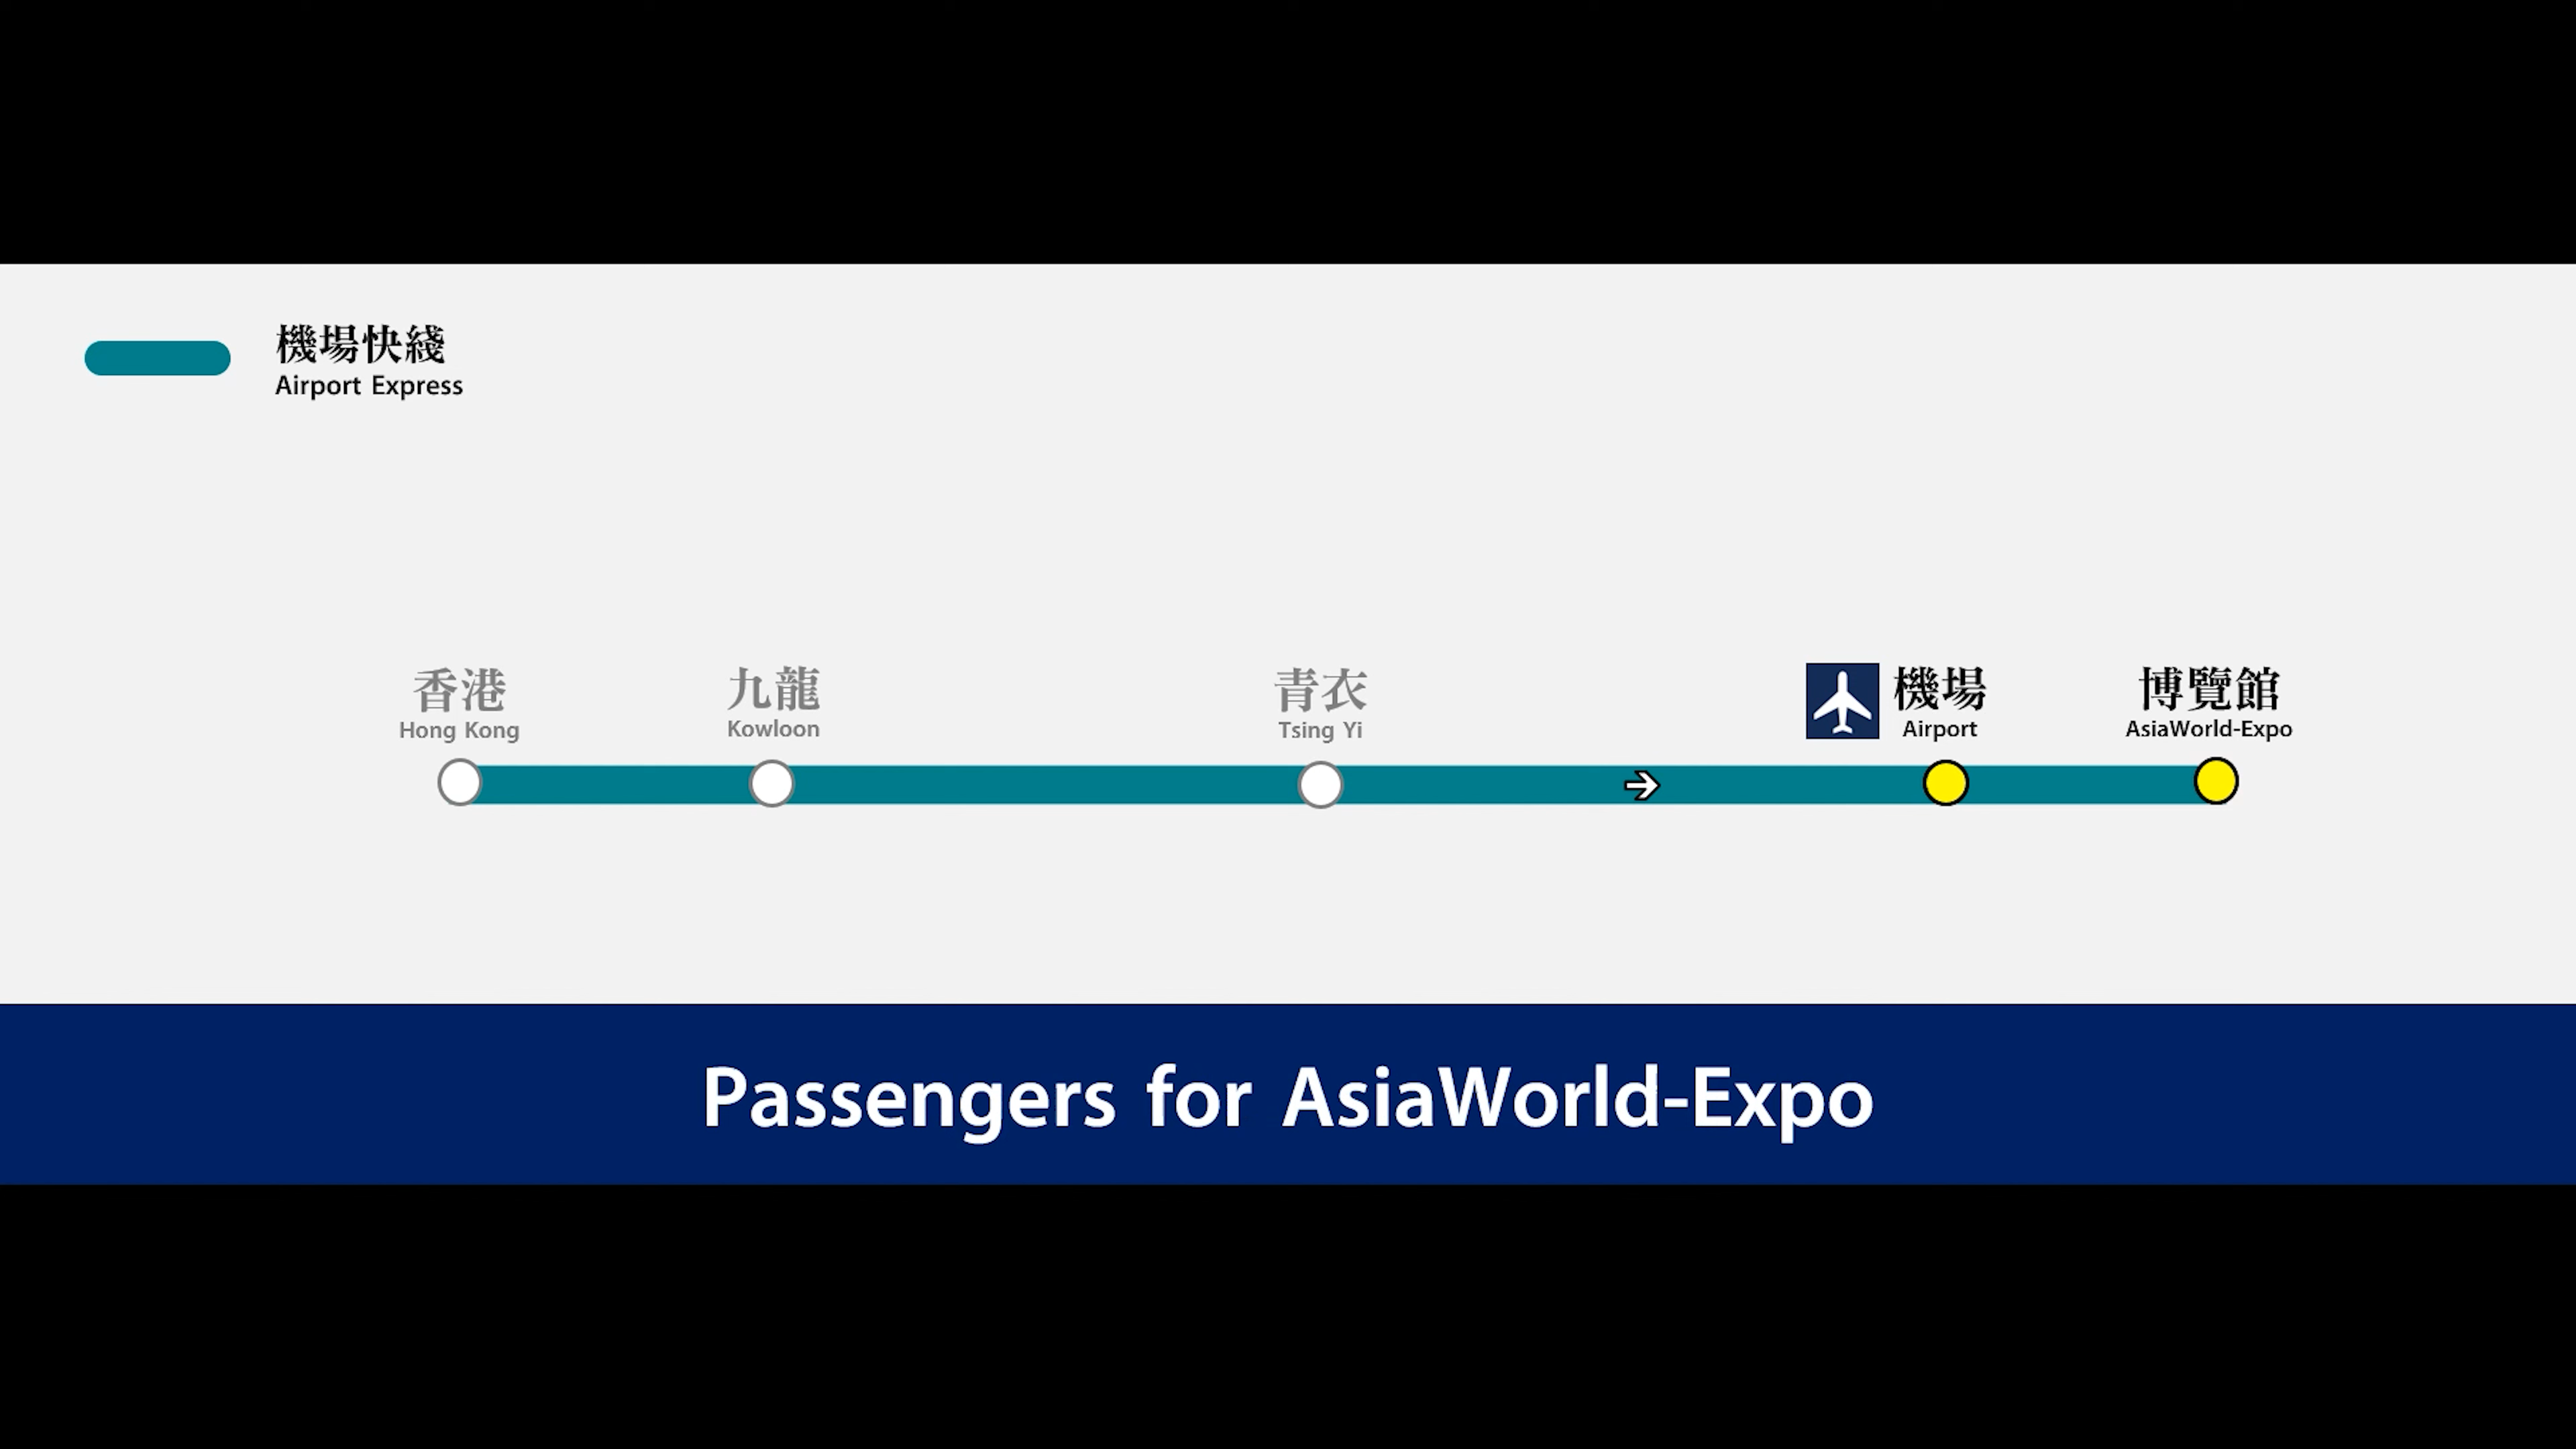 機場快綫
Airport Express
香港
Hong Kong
九龍
Kowloon
青衣
Tsing Yi
機場
Airport
博覽館
AsiaWorld-Expo
Passengers for AsiaWorld-Expo